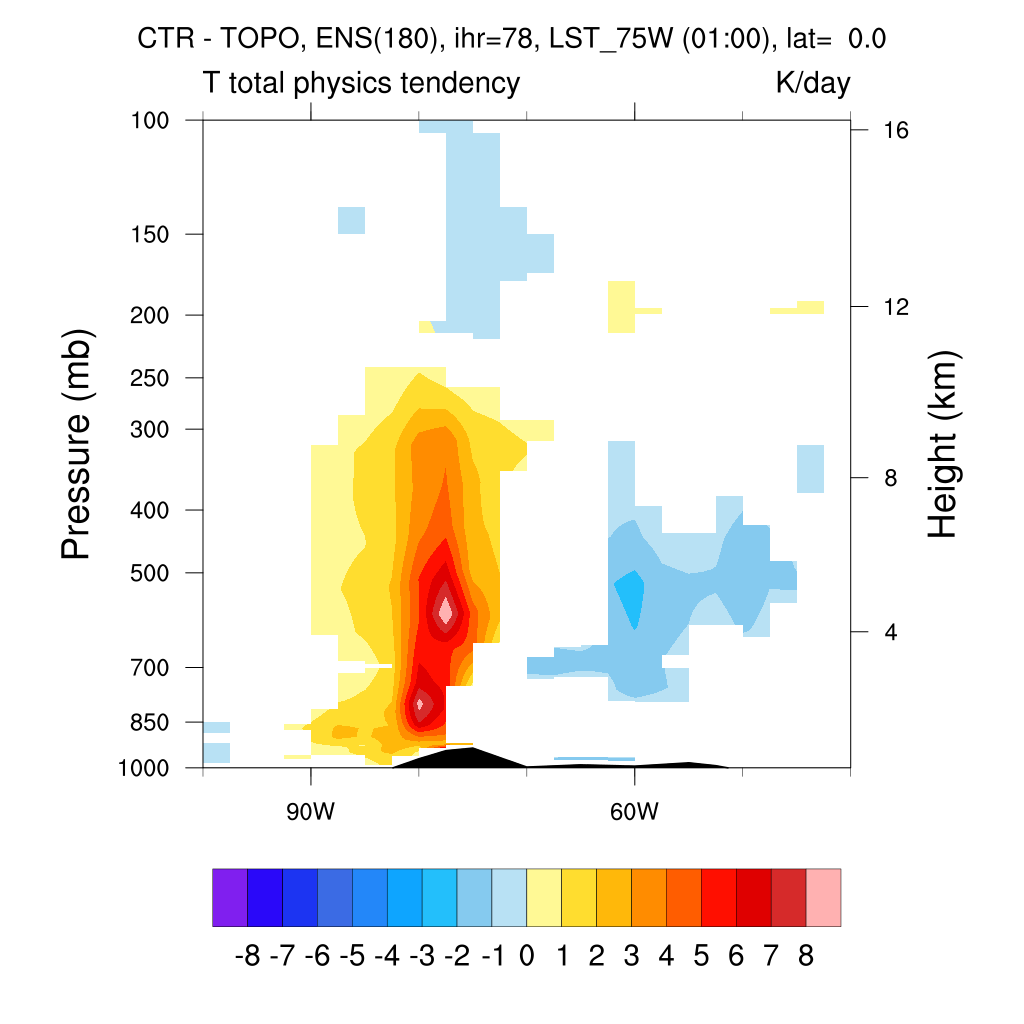 CTR - TOPO, ENS(180), ihr=78, LST_75W (01:00), lat=  0.0
T total physics tendency K/day
100
150
200
250
300
400
500
700
850
1000
Pressure (mb)
16
12
8
4
Height (km)
90W 60W
-8 -7 -6 -5 -4 -3 -2 -1 0 1 2 3 4 5 6 7 8